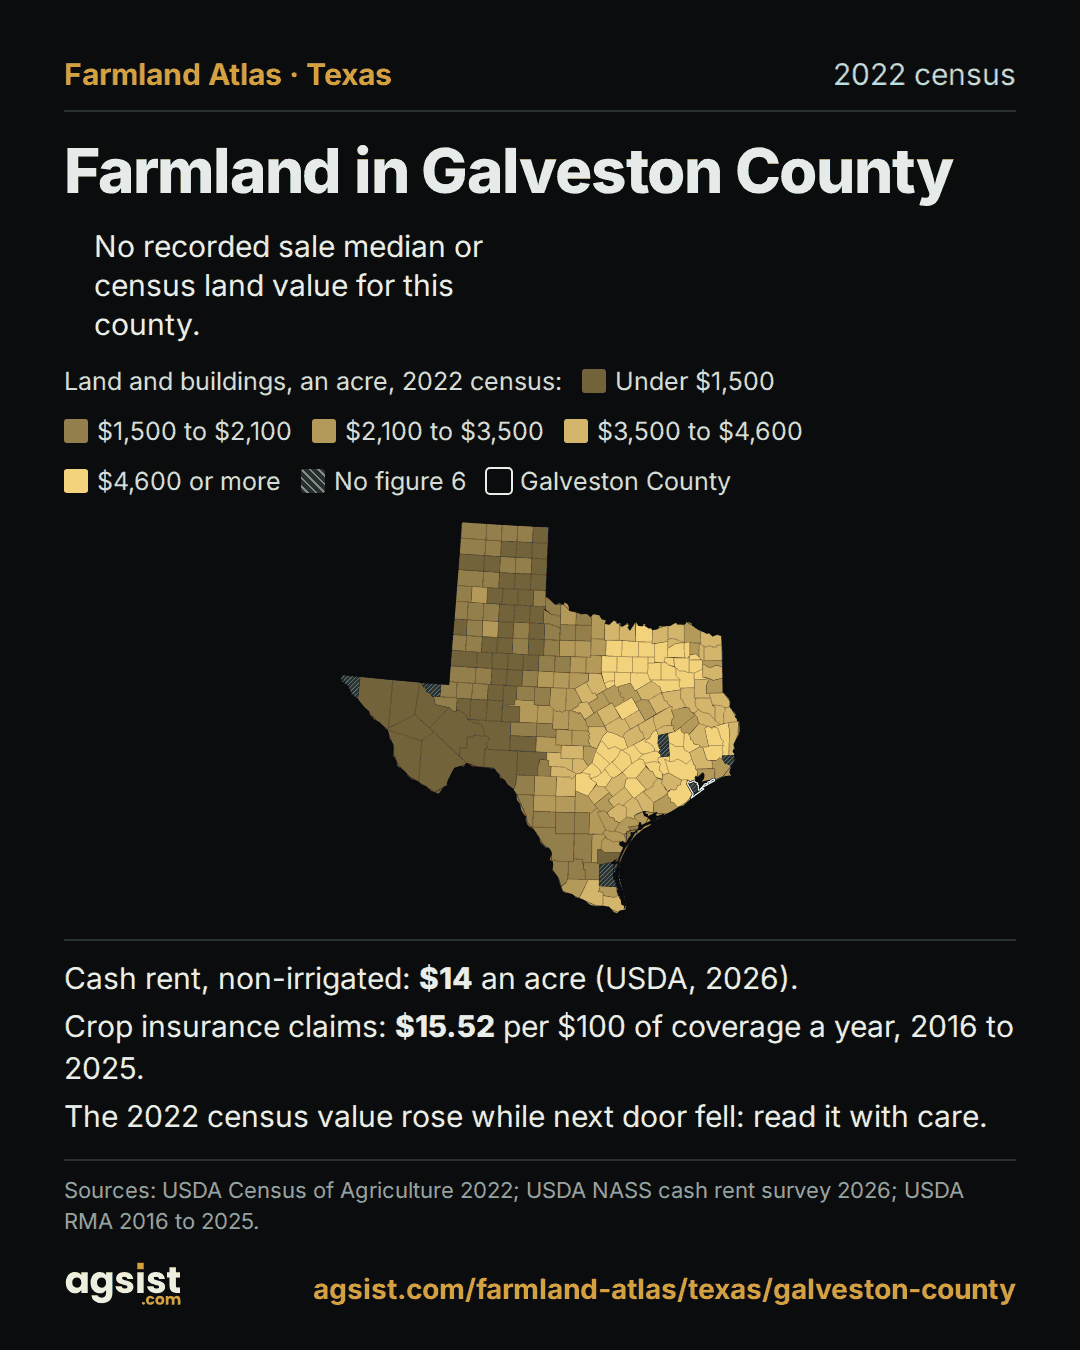 Farmland Atlas · Texas
2022 census
Farmland in Galveston County
No recorded sale median or
census land value for this
county.
Land and buildings, an acre, 2022 census: Under $1,500
$1,500 to $2,100 $2,100 to $3,500 $3,500 to $4,600
$4,600 or more No figure 6 Galveston County
Cash rent, non-irrigated: $14 an acre (USDA, 2026).
Crop insurance claims: $15.52 per $100 of coverage a year, 2016 to
2025.
The 2022 census value rose while next door fell: read it with care.
Sources: USDA Census of Agriculture 2022; USDA NASS cash rent survey 2026; USDA
RMA 2016 to 2025.
agsist
.com
agsist.com/farmland-atlas/texas/galveston-county